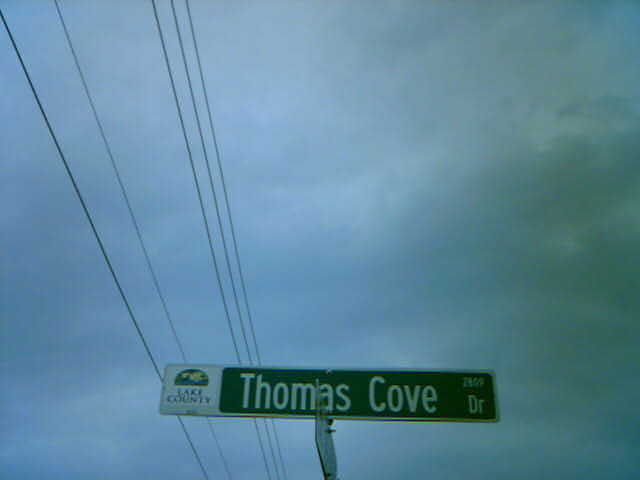 LAKE
COUNTY
Thomas Cove Dr
2809